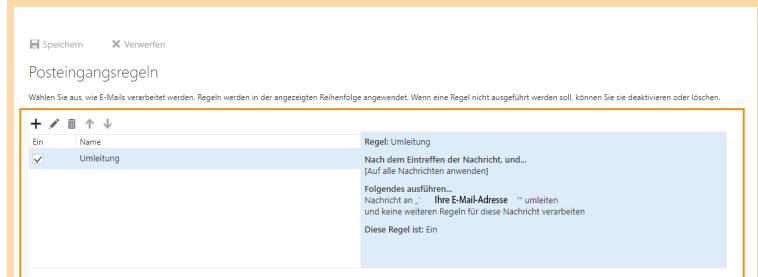 Speichern Verwerfen
Posteingangsregeln
Wählen Sie aus, wie E-Mails verarbeitet werden. Regeln werden in der angezeigten Reihenfolge angewendet. Wenn eine Regel nicht ausgeführt werden soll, können Sie sie deaktivieren oder löschen.
Ein Name
Umleitung
Regel: Umleitung
Nach dem Eintreffen der Nachricht, und...
[Auf alle Nachrichten anwenden]
Folgendes ausführen...
Nachricht an „' Ihre E-Mail-Adresse '“ umleiten
und keine weiteren Regeln für diese Nachricht verarbeiten
Diese Regel ist: Ein